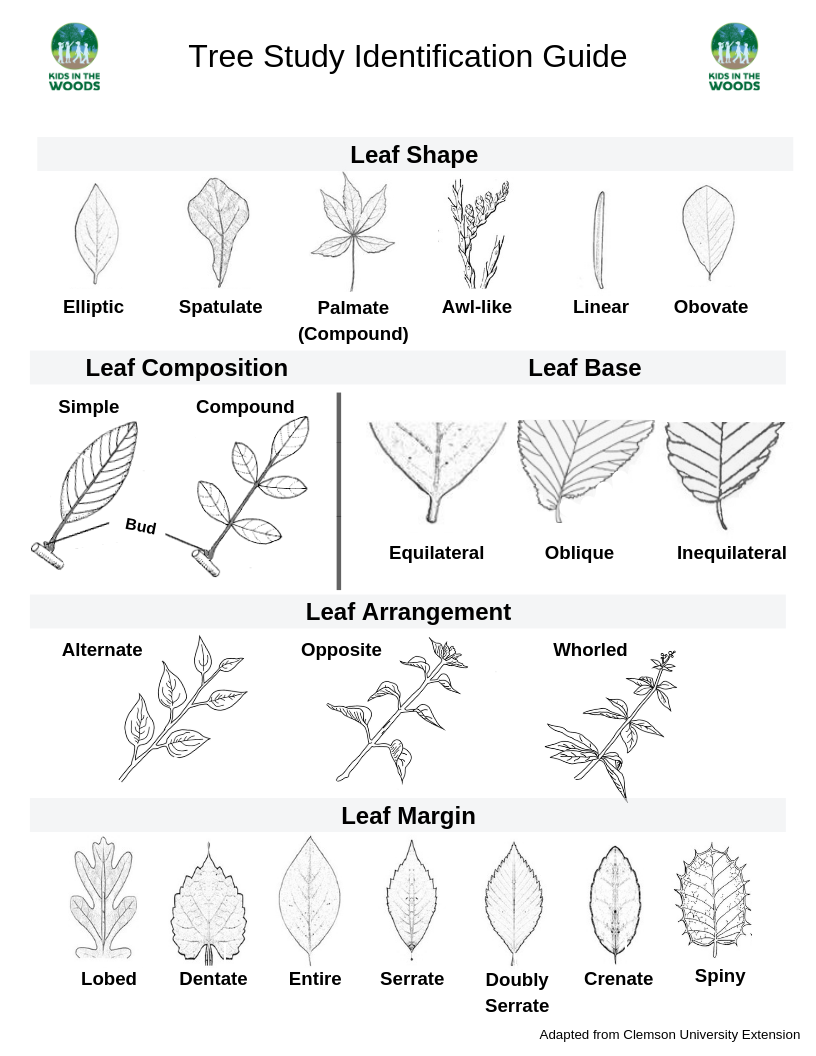 KIDS IN THE
WOODS
Tree Study Identification Guide
KIDS IN THE
WOODS
Leaf Shape
Elliptic
Spatulate
Palmate
(Compound)
Awl-like
Linear
Obovate
Leaf Composition
Simple
Compound
Bud
Leaf Base
Equilateral
Oblique
Inequilateral
Leaf Arrangement
Alternate
Opposite
Whorled
Leaf Margin
Lobed
Dentate
Entire
Serrate
Doubly
Serrate
Crenate
Spiny
Adapted from Clemson University Extension